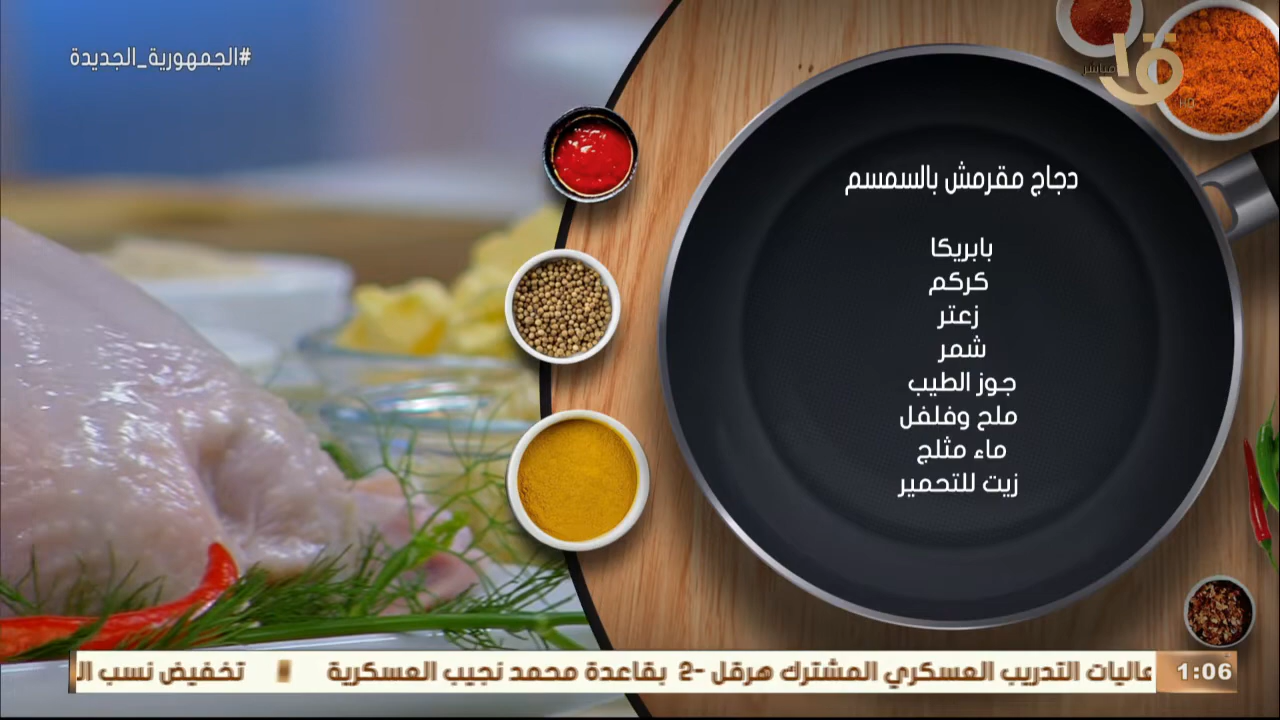 #الجمهورية_الجديدة
مباشر
دجاج مقرمش بالسمسم
بابريكا
كركم
زعتر
شمر
جوز الطيب
ملح وفلفل
ماء مثلج
زيت للتحمير
1:06
عاليات التدريب العسكري المشترك هرقل -2 بقاعدة محمد نجيب العسكرية تخفيض نسب ال